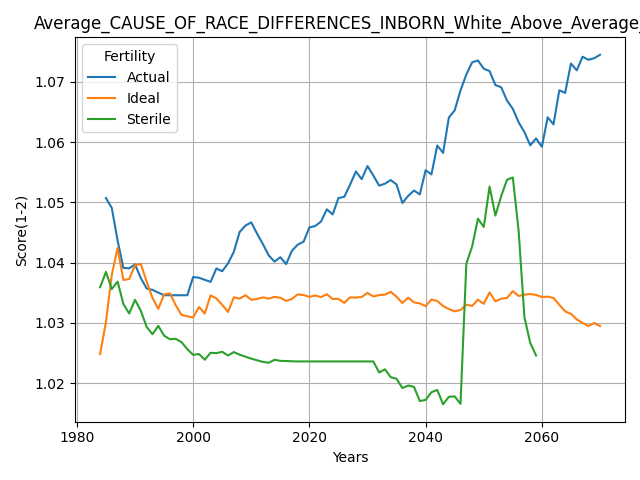 Average_CAUSE_OF_RACE_DIFFERENCES_INBORN_White_Above_Average_
Fertility
Actual
Ideal
Sterile
Score(1-2)
1.07
1.06
1.05
1.04
1.03
1.02
1980
2000
2020
2040
2060
Years